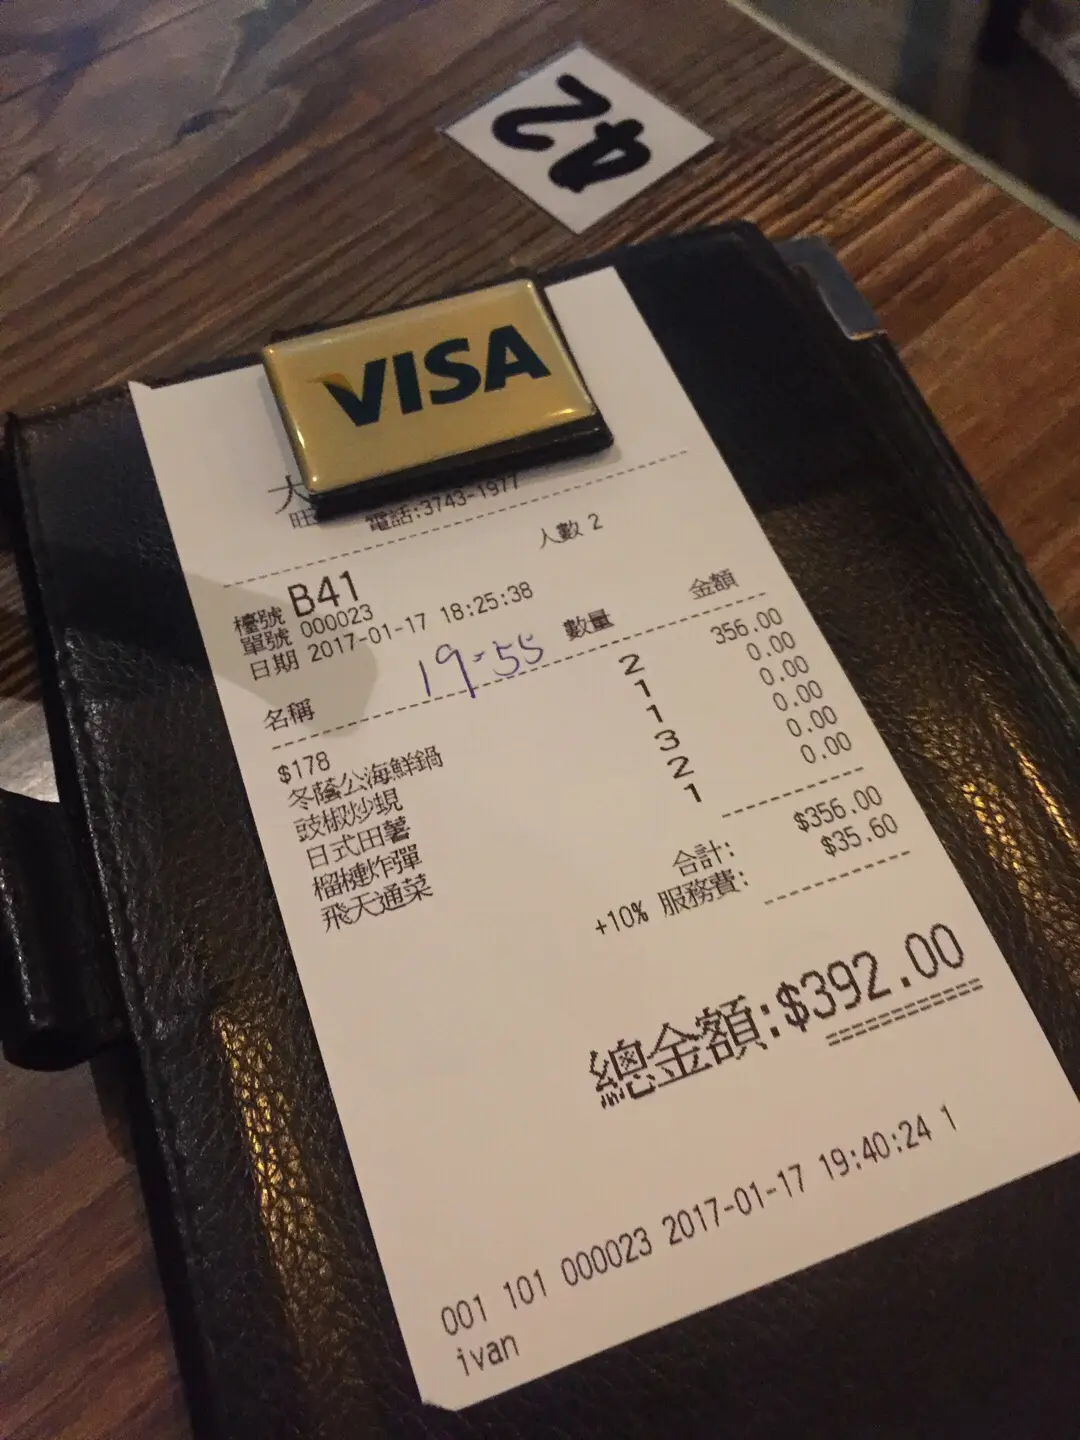 42
VISA
大
旺
電話:3743-1977
人數 2
檯號 B41
單號 000023
日期 2017-01-17 18:25:38
19-55
名稱 數量 金額
$178 2 356.00
冬蔭公海鮮鍋 1 0.00
豉椒炒蜆 1 0.00
日式田薯 3 0.00
榴槤炸彈 2 0.00
飛天通菜 1 0.00
合計: $356.00
+10% 服務費: $35.60
總金額:$392.00
001 101 000023 2017-01-17 19:40:24 1
ivan